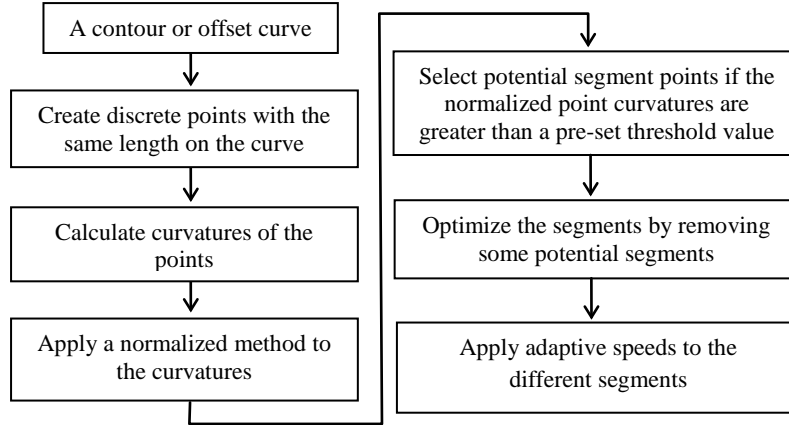 A contour or offset curve
Create discrete points with the
same length on the curve
Calculate curvatures of the
points
Apply a normalized method to
the curvatures
Select potential segment points if the
normalized point curvatures are
greater than a pre-set threshold value
Optimize the segments by removing
some potential segments
Apply adaptive speeds to the
different segments